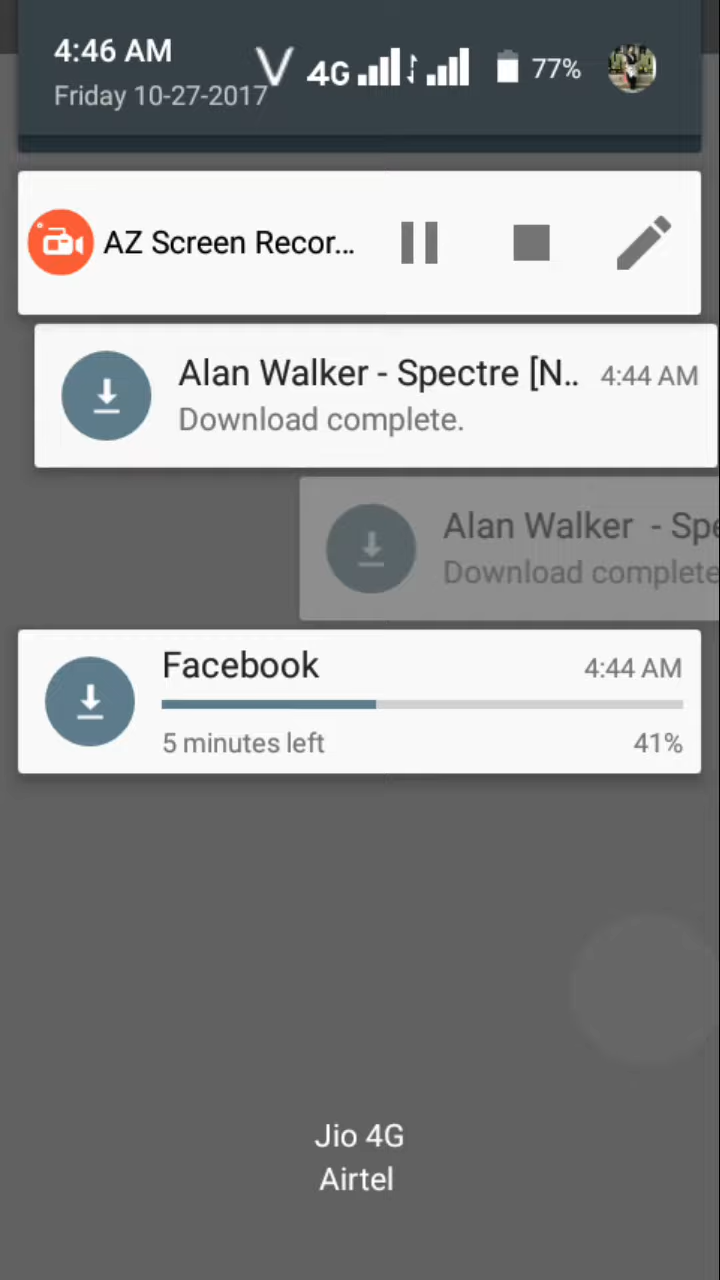 4:46 AM
Friday 10-27-2017
4G
77%
AZ Screen Recor...
Alan Walker - Spectre [N..
4:44 AM
Download complete.
Alan Walker - Spe
Download complete
Facebook
4:44 AM
5 minutes left
41%
Jio 4G
Airtel